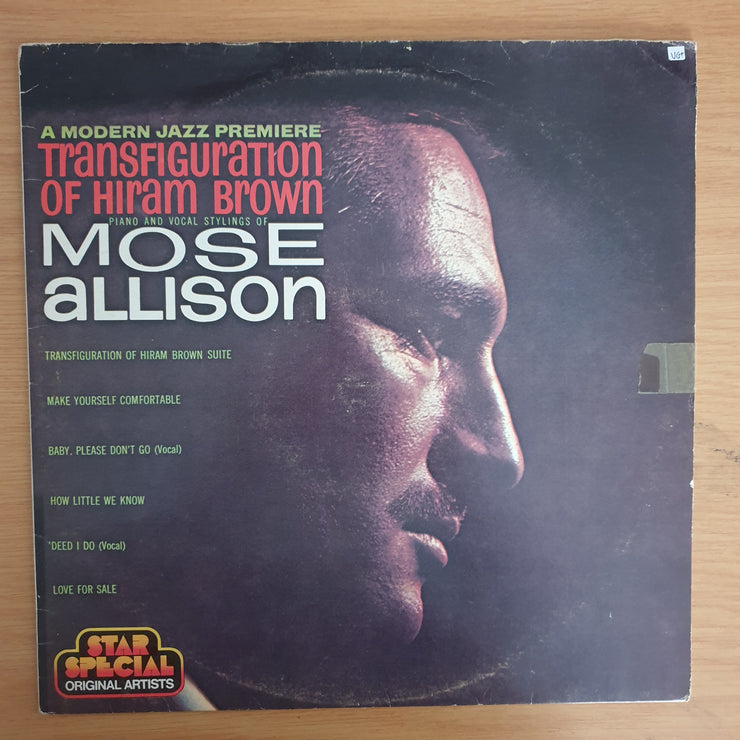 VG+
A MODERN JAZZ PREMIERE
TRANSFIGURATION
OF HIRAM BROWN
PIANO AND VOCAL STYLINGS OF
MOSE
ALLISON
TRANSFIGURATION OF HIRAM BROWN SUITE
MAKE YOURSELF COMFORTABLE
BABY, PLEASE DON'T GO (Vocal)
HOW LITTLE WE KNOW
'DEED I DO (Vocal)
LOVE FOR SALE
STAR
SPECIAL
ORIGINAL ARTISTS